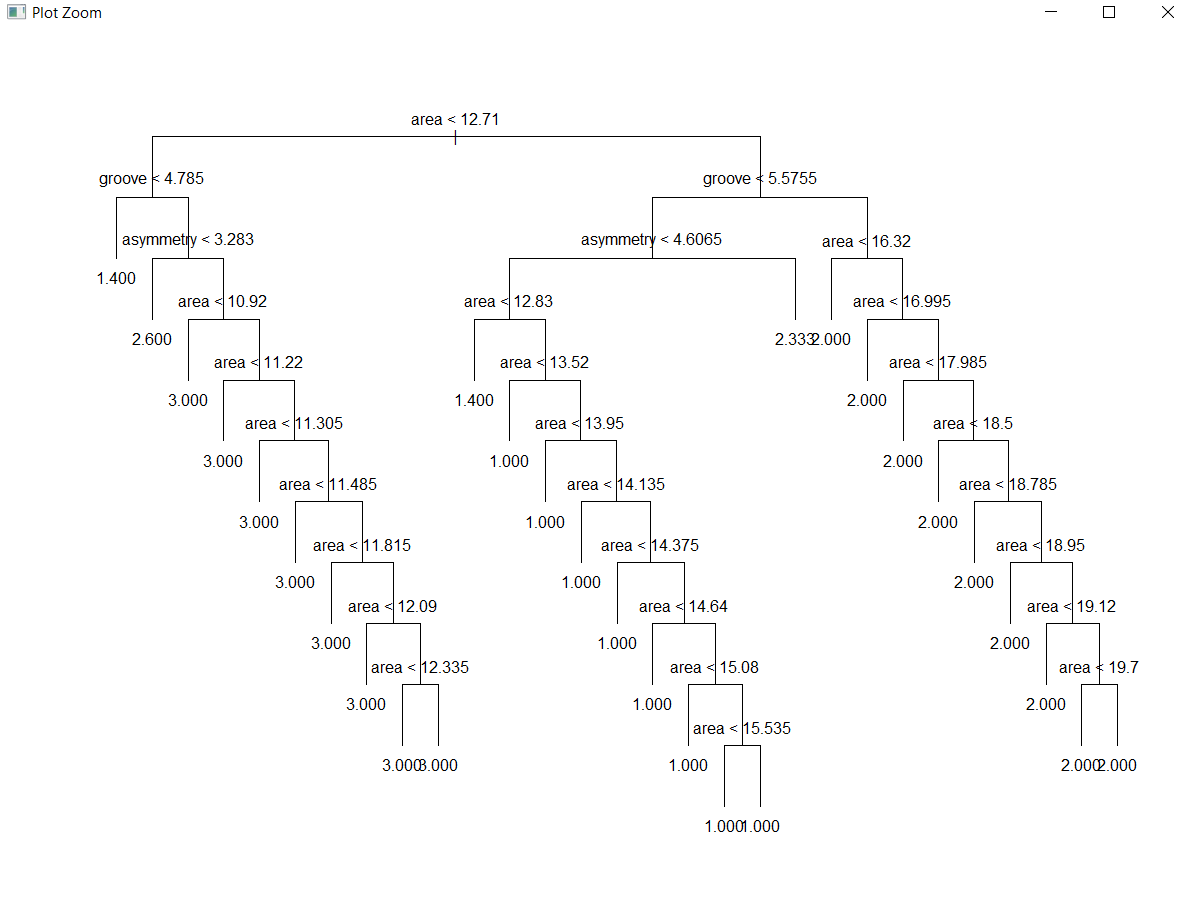 Plot Zoom
area < 12.71
groove < 4.785
groove < 5.5755
asymmetry < 3.283
asymmetry < 4.6065
area < 16.32
1.400
area < 10.92
area < 12.83
area < 16.995
2.600
2.333
2.000
area < 11.22
area < 13.52
area < 17.985
3.000
1.400
2.000
area < 11.305
area < 13.95
area < 18.5
3.000
1.000
2.000
area < 11.485
area < 14.135
area < 18.785
3.000
1.000
2.000
area < 11.815
area < 14.375
area < 18.95
3.000
1.000
2.000
area < 12.09
area < 14.64
area < 19.12
3.000
1.000
2.000
area < 12.335
area < 15.08
area < 19.7
3.000
1.000
2.000
area < 15.535
3.000
3.000
1.000
2.000
2.000
1.000
1.000